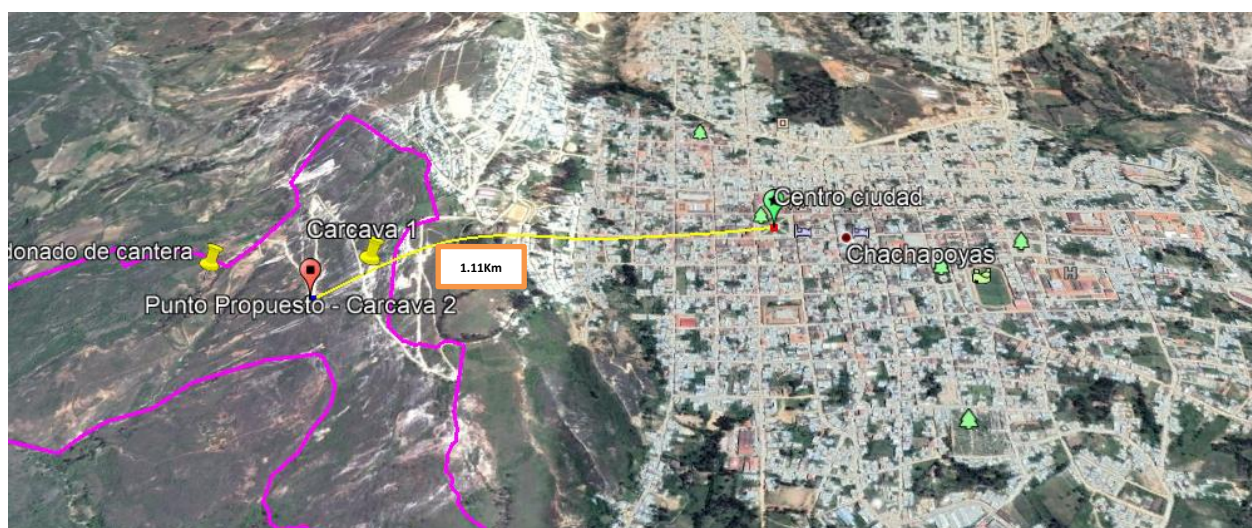 Centro ciudad
Carcava 1
donado de cantera
Chachapoyas
1.11Km
H
Punto Propuesto - Carcava 2